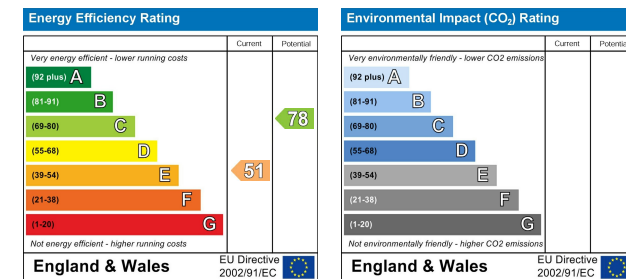 Energy Efficiency Rating
Current Potential
Very energy efficient - lower running costs
(92 plus) A
(81-91) B
(69-80) C
78
(55-68) D
(39-54) E
51
(21-38) F
(1-20) G
Not energy efficient - higher running costs
England & Wales
EU Directive
2002/91/EC
Environmental Impact (CO₂) Rating
Current Potential
Very environmentally friendly - lower CO2 emissions
(92 plus) A
(81-91) B
(69-80) C
(55-68) D
(39-54) E
(21-38) F
(1-20) G
Not environmentally friendly - higher CO2 emissions
England & Wales
EU Directive
2002/91/EC